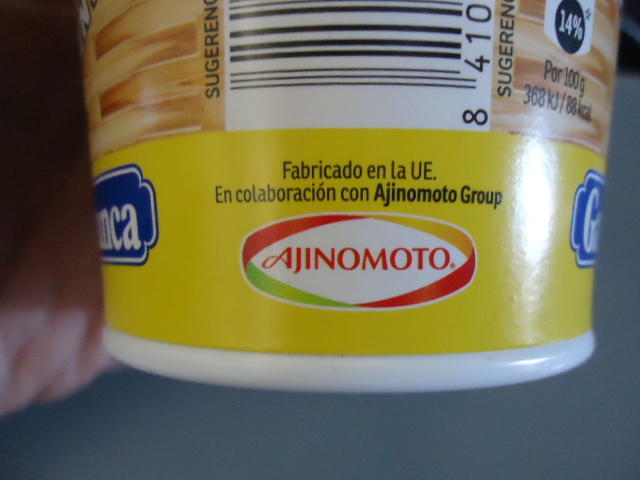 SUGERENC
8 410
SUGERENC
14%*
Por 100 g
368 kJ / 88 kcal
Fabricado en la UE.
En colaboración con Ajinomoto Group
AJINOMOTO®